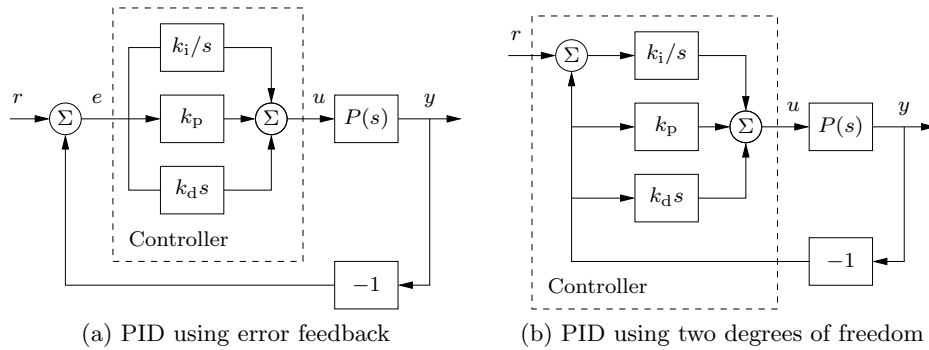 r
Σ
e
k_i/s
k_p
k_d s
Σ
u
P(s)
y
Controller
−1
(a) PID using error feedback
r
Σ
k_i/s
k_p
k_d s
Σ
u
P(s)
y
Controller
−1
(b) PID using two degrees of freedom